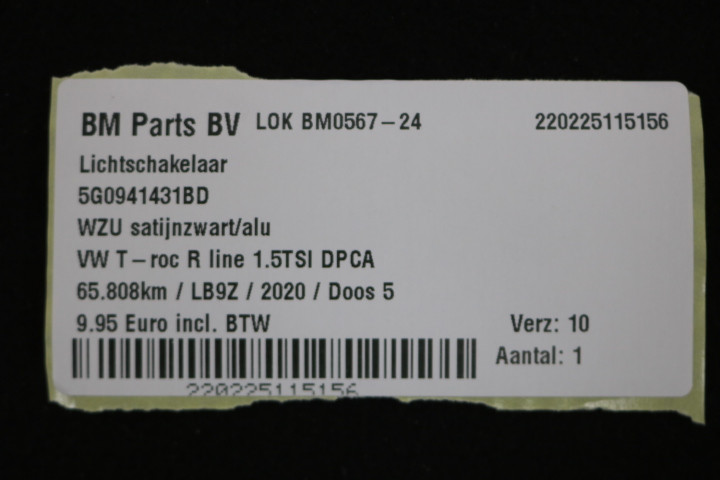 BM Parts BV LOK BM0567-24 220225115156
Lichtschakelaar
5G0941431BD
WZU satijnzwart/alu
VW T-roc R line 1.5TSI DPCA
65.808km / LB9Z / 2020 / Doos 5
9.95 Euro incl. BTW Verz: 10
Aantal: 1
220225115156